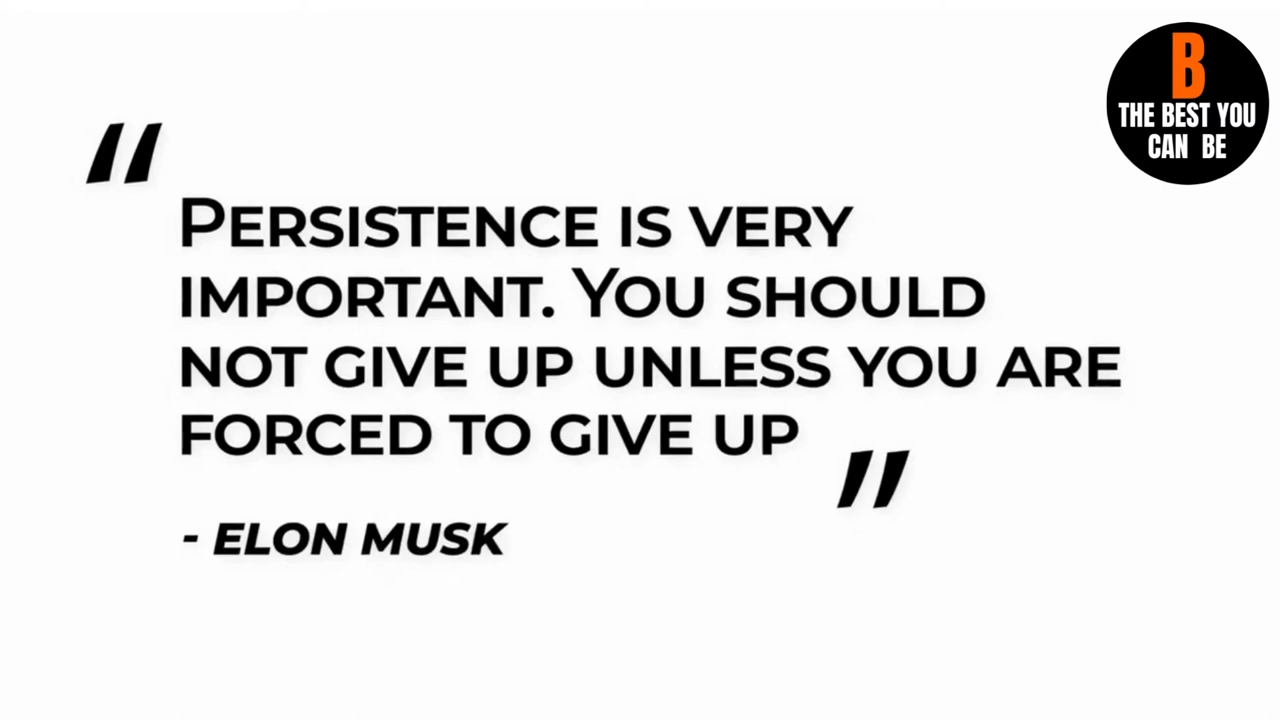 B
THE BEST YOU
CAN BE
“
PERSISTENCE IS VERY
IMPORTANT. YOU SHOULD
NOT GIVE UP UNLESS YOU ARE
FORCED TO GIVE UP
”
- ELON MUSK